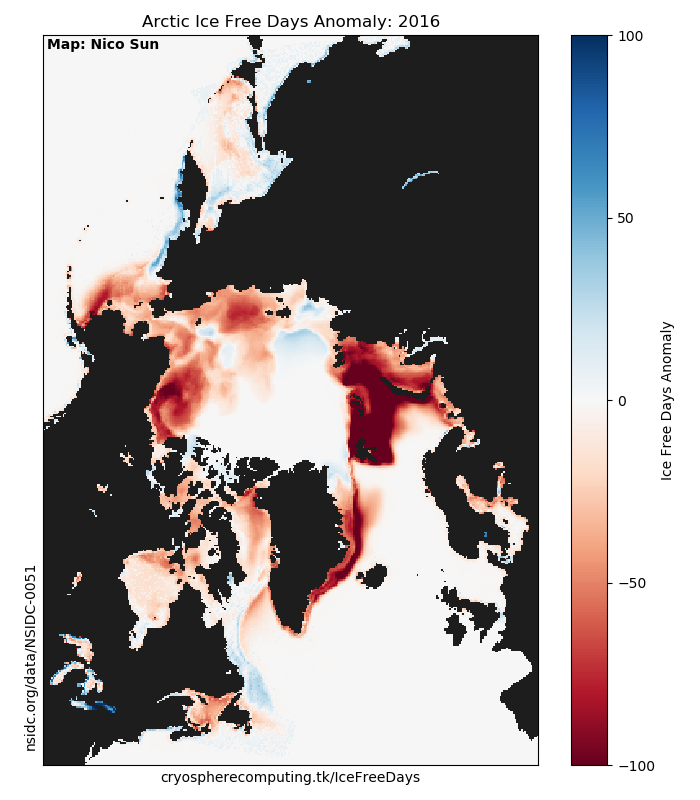 Arctic Ice Free Days Anomaly: 2016
Map: Nico Sun
100
50
0
−50
−100
Ice Free Days Anomaly
nsidc.org/data/NSIDC-0051
cryospherecomputing.tk/IceFreeDays